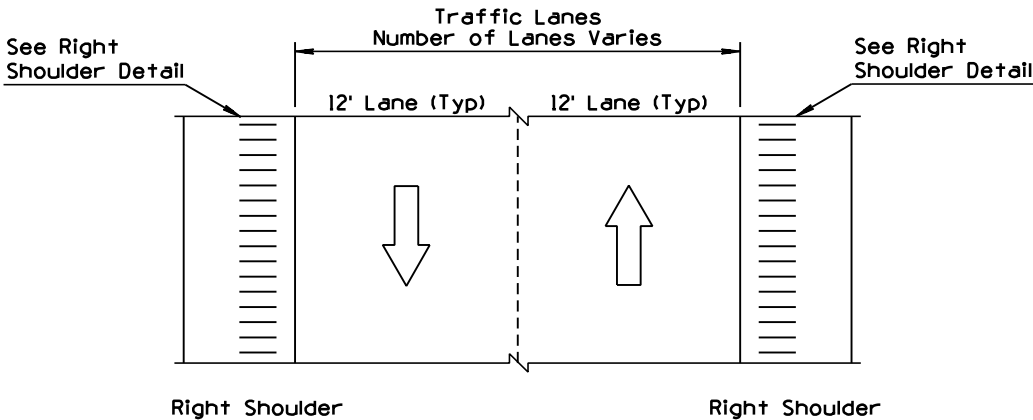 Traffic Lanes
Number of Lanes Varies
See Right
Shoulder Detail
See Right
Shoulder Detail
12' Lane (Typ)
12' Lane (Typ)
Right Shoulder
Right Shoulder